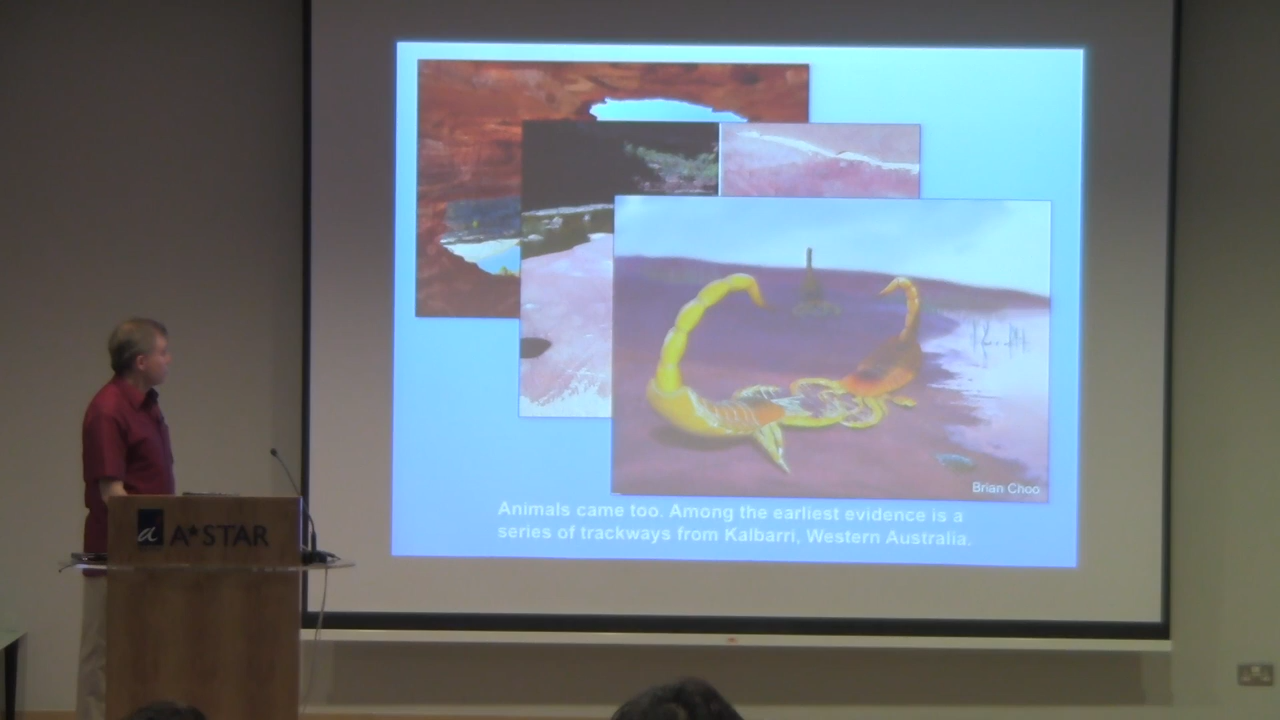 Brian Choo
Animals came too. Among the earliest evidence is a
series of trackways from Kalbarri, Western Australia.
a A*STAR